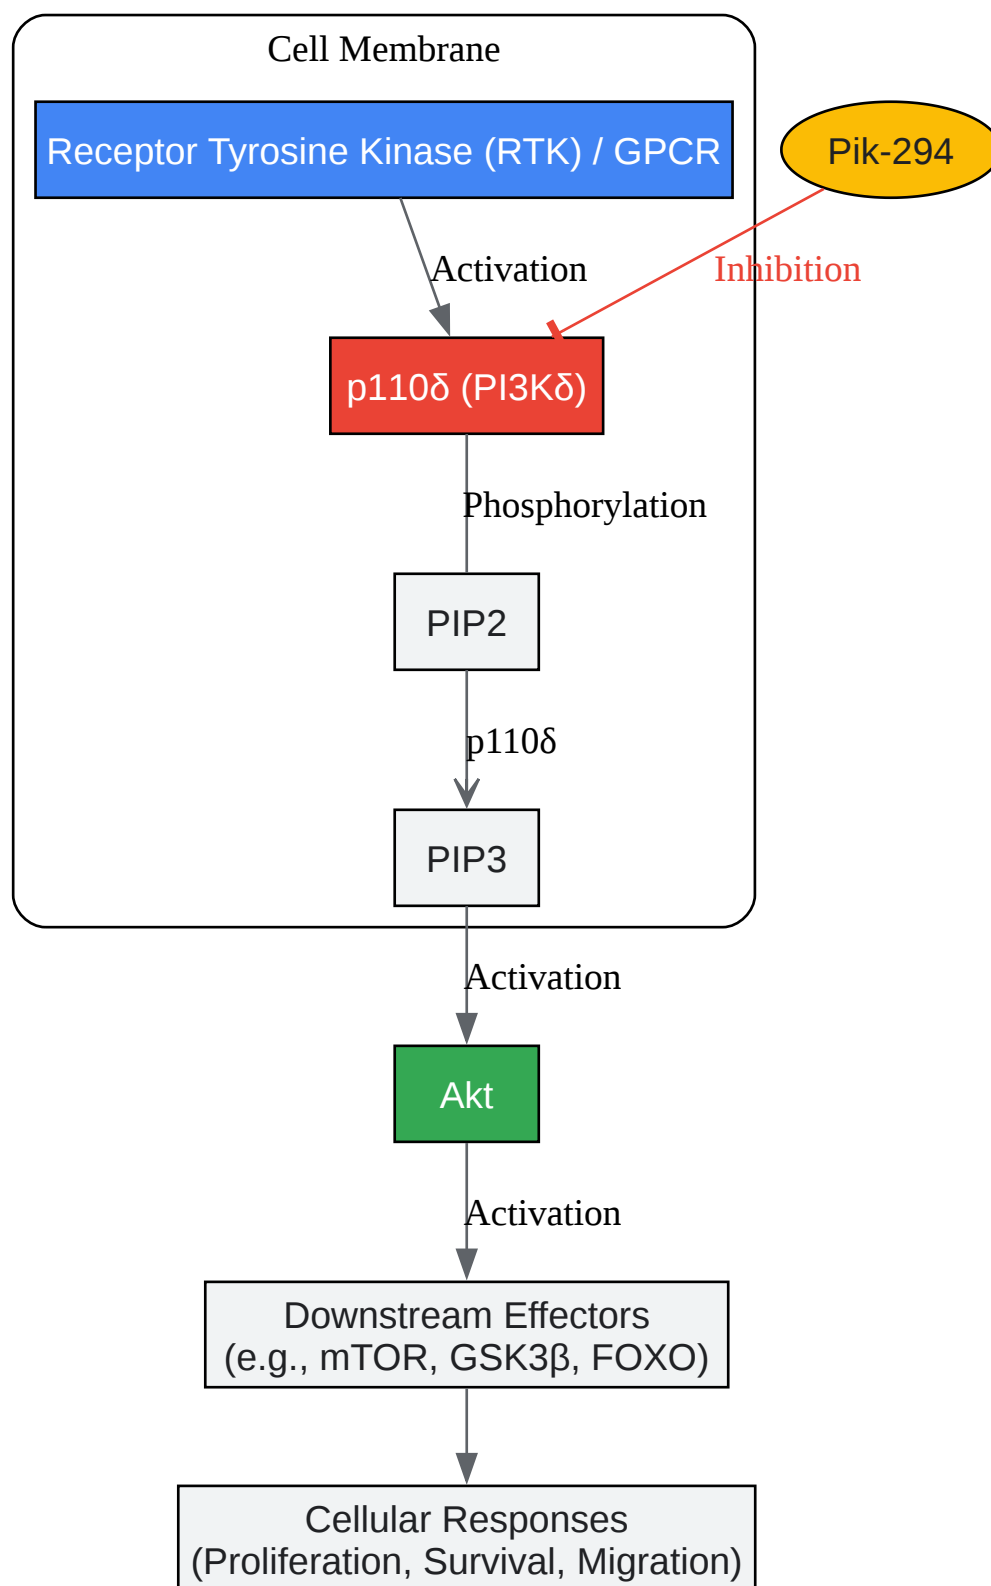 Cell Membrane
Receptor Tyrosine Kinase (RTK) / GPCR
Pik-294
Activation
Inhibition
p110δ (PI3Kδ)
Phosphorylation
PIP2
p110δ
PIP3
Activation
Akt
Activation
Downstream Effectors
(e.g., mTOR, GSK3β, FOXO)
Cellular Responses
(Proliferation, Survival, Migration)